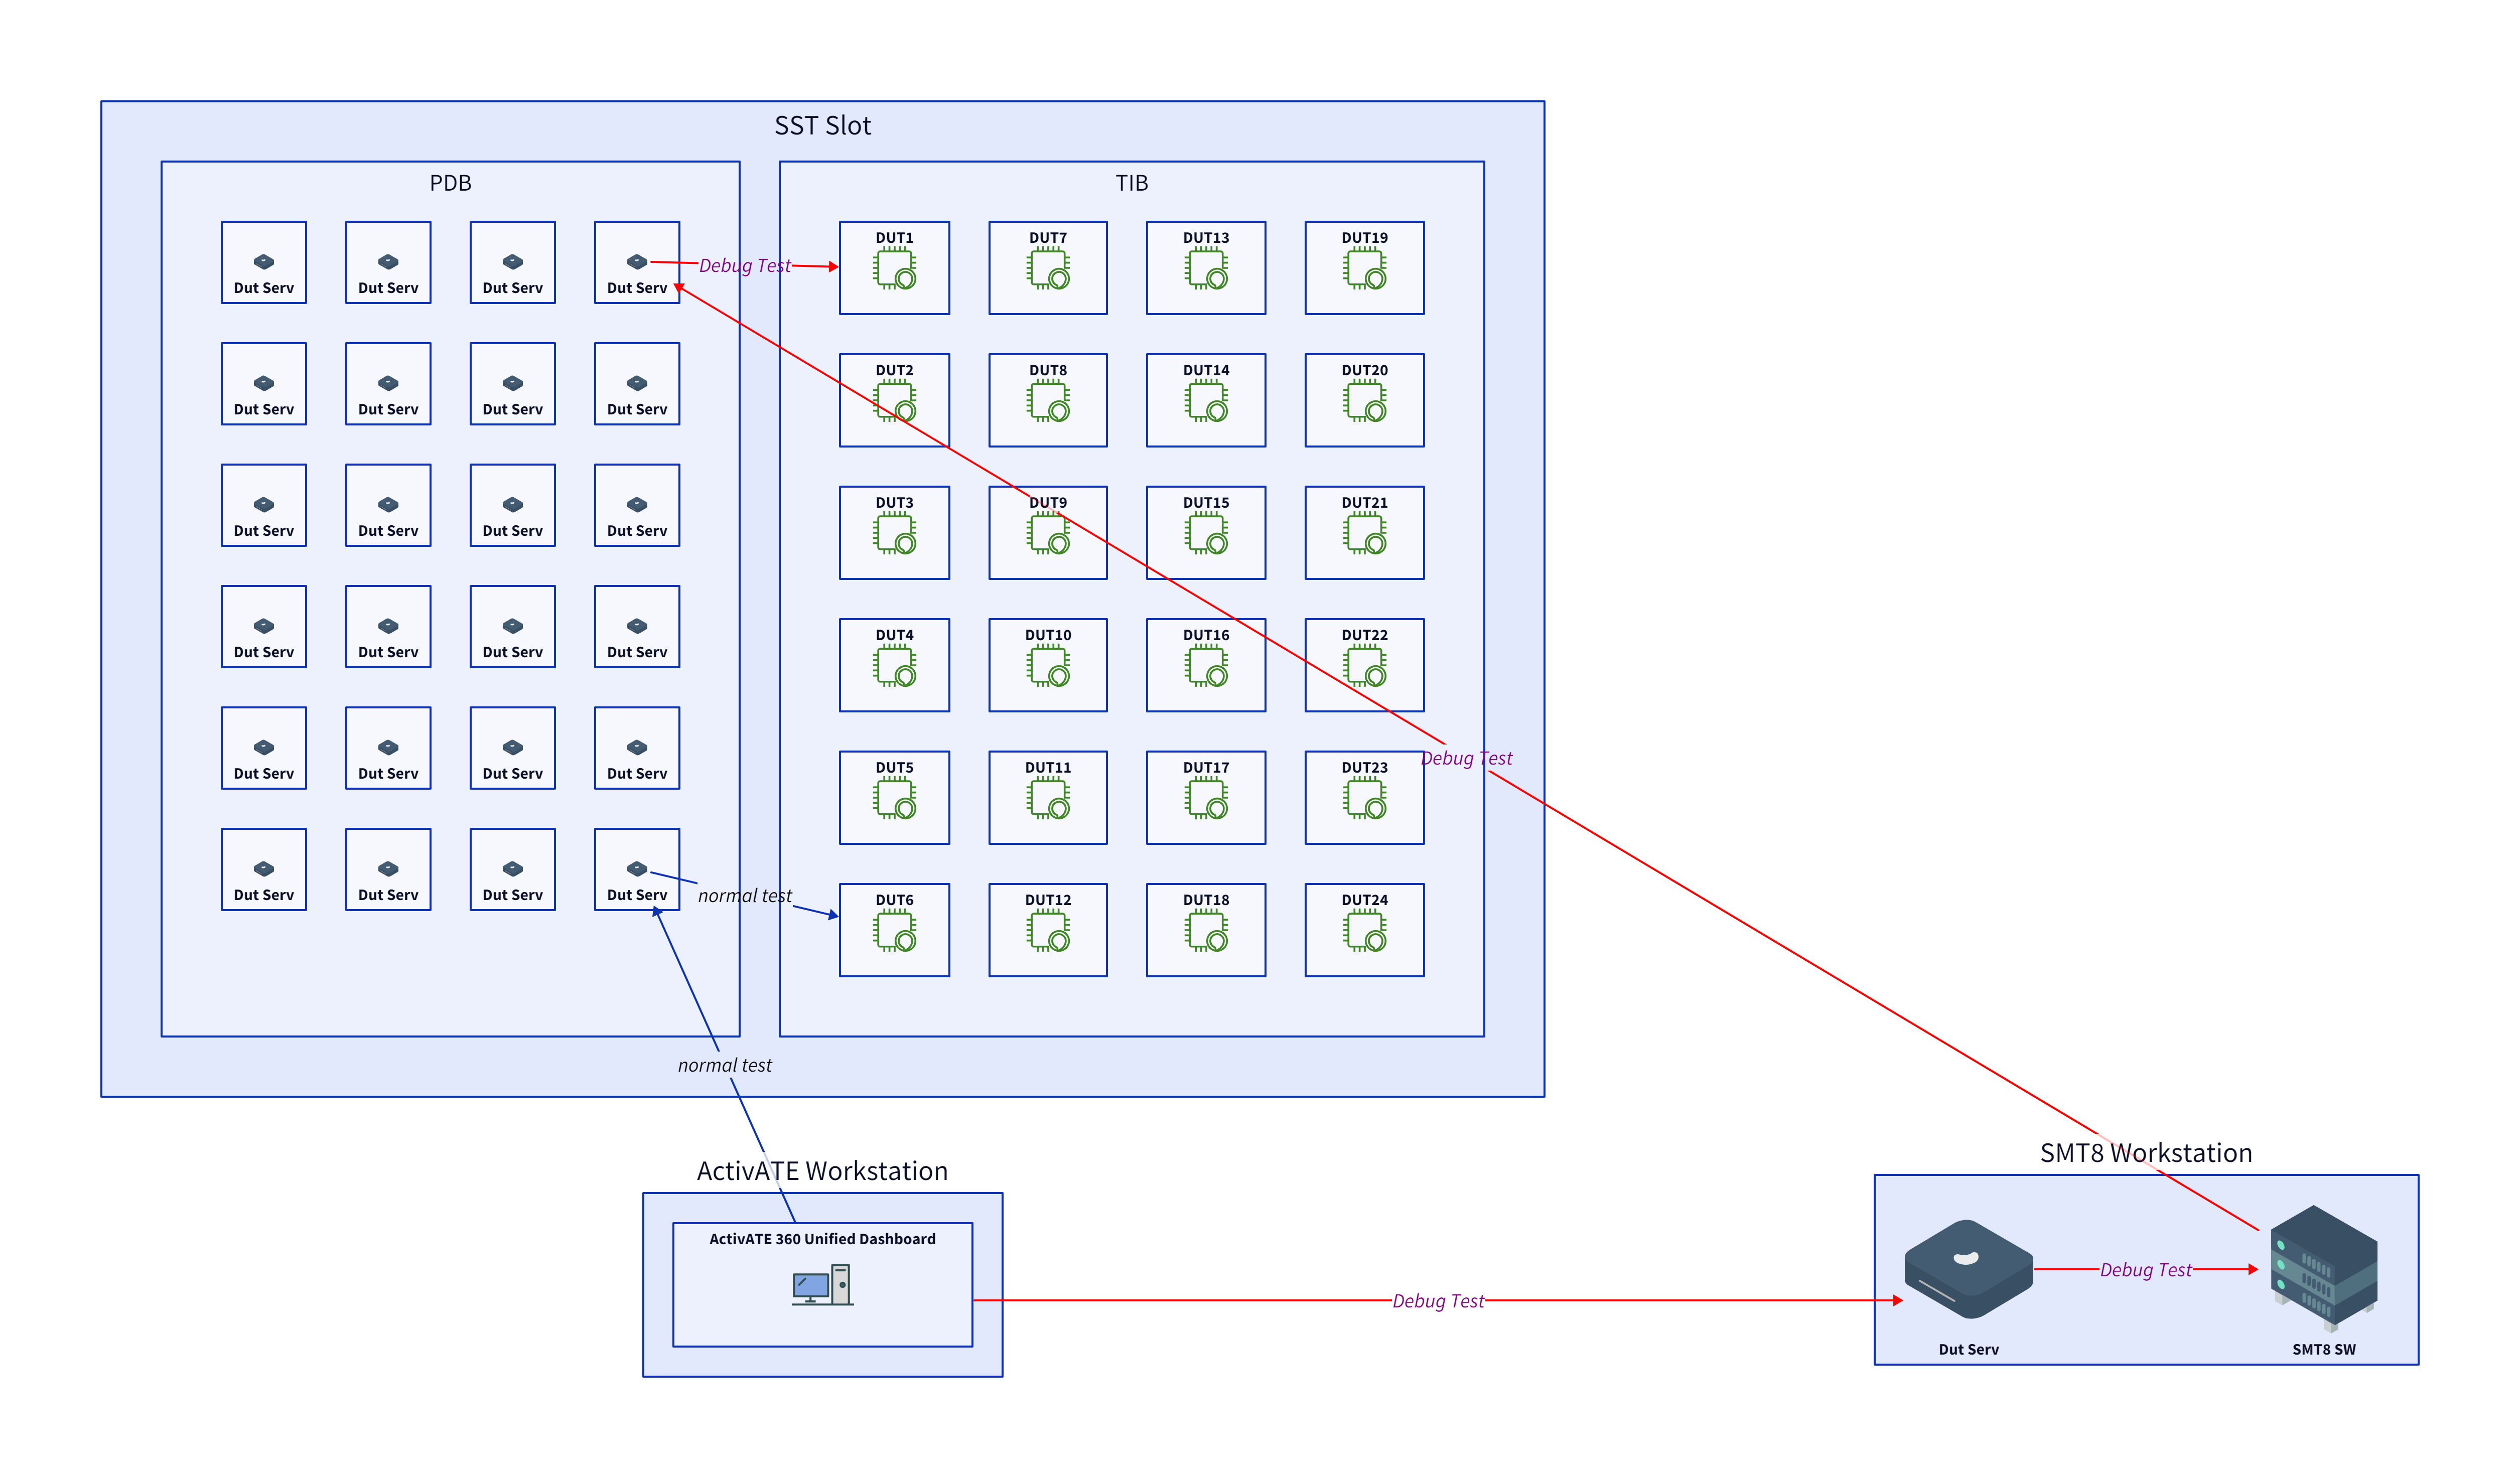 SST Slot
PDB
TIB
Dut Serv
Dut Serv
Dut Serv
Dut Serv
Debug Test
DUT1
DUT7
DUT13
DUT19
Dut Serv
Dut Serv
Dut Serv
Dut Serv
DUT2
DUT8
DUT14
DUT20
Dut Serv
Dut Serv
Dut Serv
Dut Serv
DUT3
DUT9
DUT15
DUT21
Dut Serv
Dut Serv
Dut Serv
Dut Serv
DUT4
DUT10
DUT16
DUT22
Debug Test
Dut Serv
Dut Serv
Dut Serv
Dut Serv
DUT5
DUT11
DUT17
DUT23
Dut Serv
Dut Serv
Dut Serv
Dut Serv
normal test
DUT6
DUT12
DUT18
DUT24
normal test
ActivATE Workstation
ActivATE 360 Unified Dashboard
Debug Test
SMT8 Workstation
Debug Test
Dut Serv
SMT8 SW